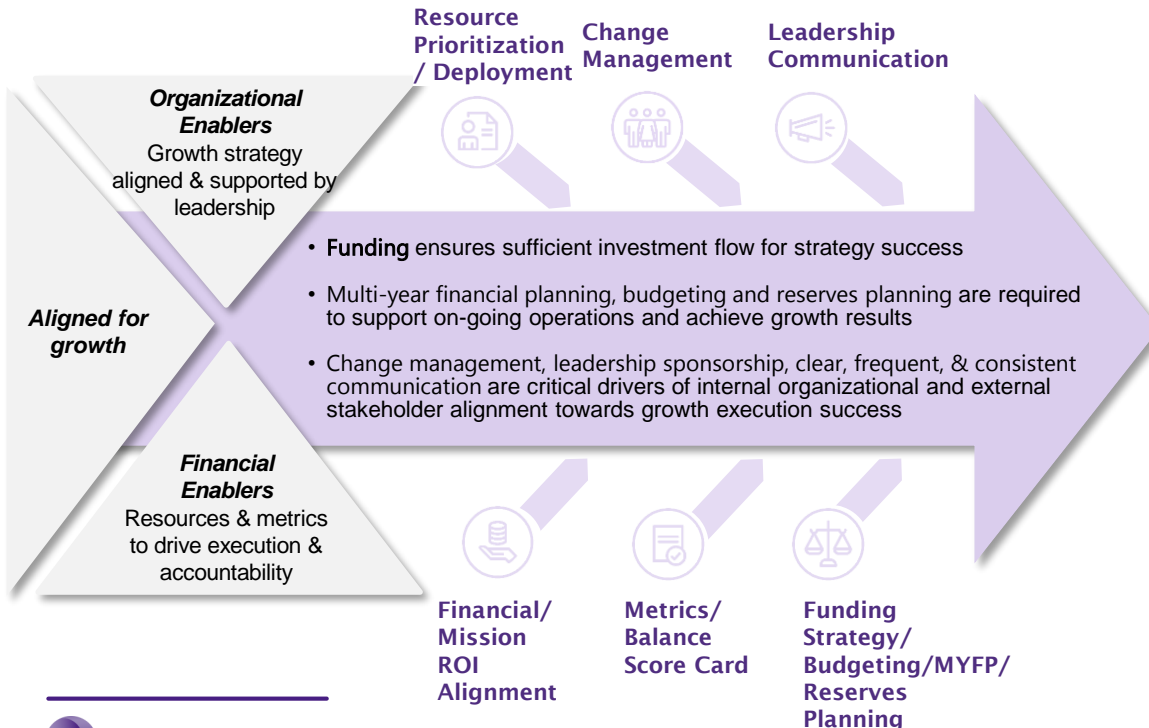 Resource
Prioritization
/ Deployment
Change
Management
Leadership
Communication
Organizational
Enablers
Growth strategy
aligned & supported by
leadership
Aligned for
growth
• Funding ensures sufficient investment flow for strategy success
• Multi-year financial planning, budgeting and reserves planning are required
to support on-going operations and achieve growth results
• Change management, leadership sponsorship, clear, frequent, & consistent
communication are critical drivers of internal organizational and external
stakeholder alignment towards growth execution success
Financial
Enablers
Resources & metrics
to drive execution &
accountability
Financial/
Mission
ROI
Alignment
Metrics/
Balance
Score Card
Funding
Strategy/
Budgeting/MYFP/
Reserves
Planning